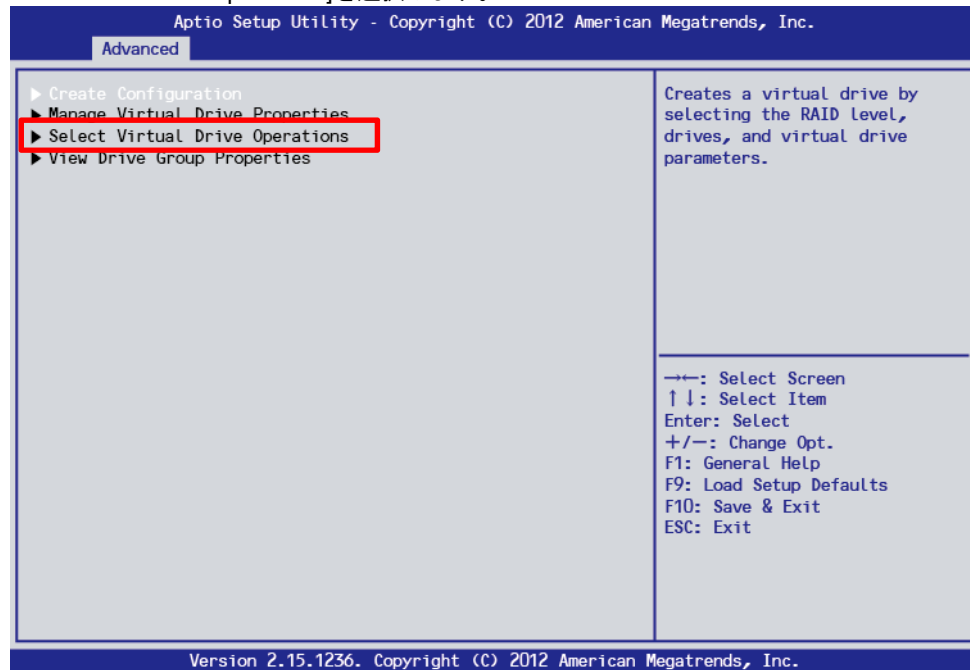 Aptio Setup Utility - Copyright (C) 2012 American Megatrends, Inc.
Advanced
▶ Create Configuration
▶ Manage Virtual Drive Properties
▶ Select Virtual Drive Operations
▶ View Drive Group Properties
Creates a virtual drive by
selecting the RAID level,
drives, and virtual drive
parameters.
→←: Select Screen
↑↓: Select Item
Enter: Select
+/-: Change Opt.
F1: General Help
F9: Load Setup Defaults
F10: Save & Exit
ESC: Exit
Version 2.15.1236. Copyright (C) 2012 American Megatrends, Inc.